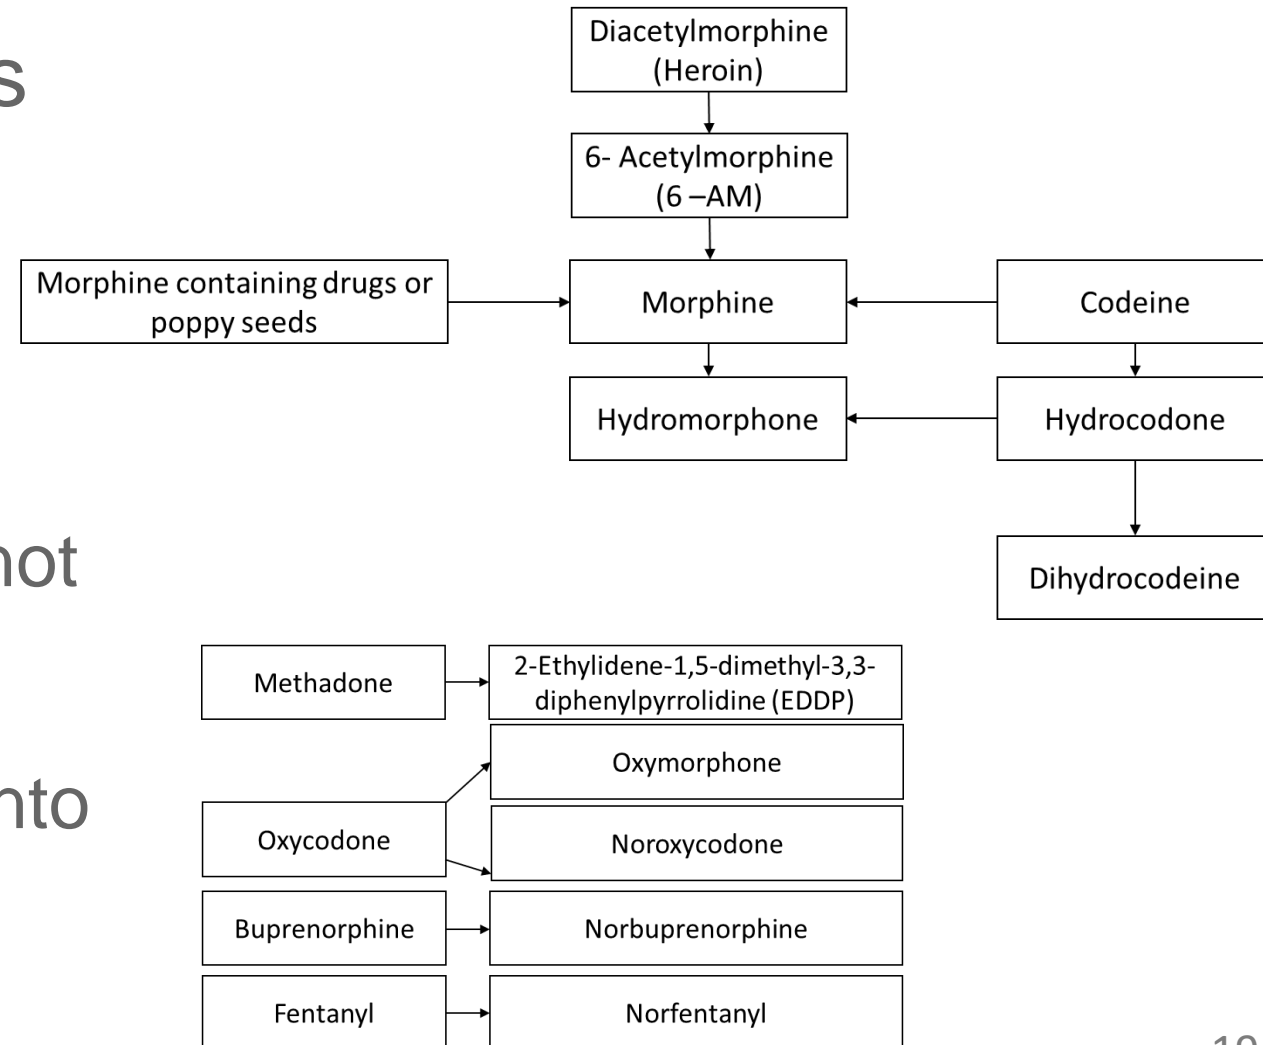 s
Diacetylmorphine
(Heroin)
6- Acetylmorphine
(6 –AM)
Morphine containing drugs or
poppy seeds
Morphine
Codeine
Hydromorphone
Hydrocodone
not
Dihydrocodeine
Methadone
2-Ethylidene-1,5-dimethyl-3,3-
diphenylpyrrolidine (EDDP)
Oxymorphone
nto
Oxycodone
Noroxycodone
Buprenorphine
Norbuprenorphine
Fentanyl
Norfentanyl